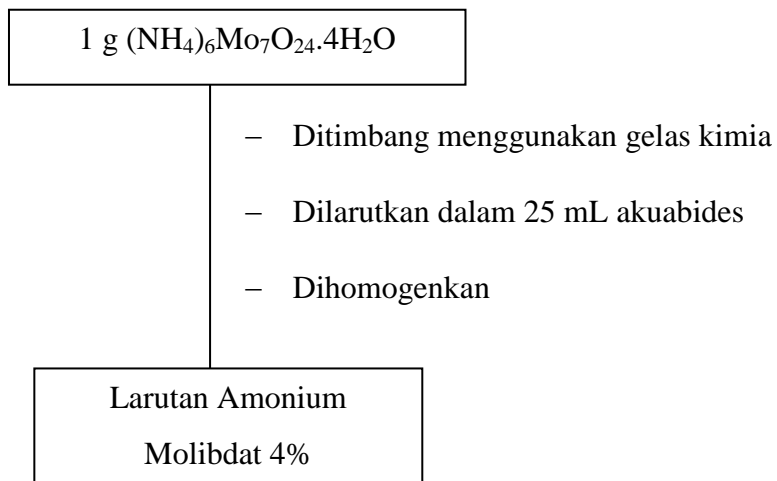 1 g (NH₄)₆Mo₇O₂₄.4H₂O
– Ditimbang menggunakan gelas kimia
– Dilarutkan dalam 25 mL akuabides
– Dihomogenkan
Larutan Amonium
Molibdat 4%